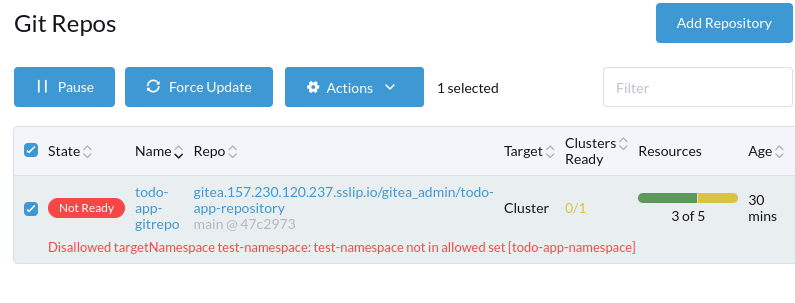 Git Repos
Add Repository
Pause
Force Update
Actions
1 selected
Filter
State
Name
Repo
Target
Clusters
Ready
Resources
Age
Not Ready
todo-
app-
gitrepo
gitea.157.230.120.237.sslip.io/gitea_admin/todo-
app-repository
main @ 47c2973
Cluster
0/1
3 of 5
30
mins
Disallowed targetNamespace test-namespace: test-namespace not in allowed set [todo-app-namespace]